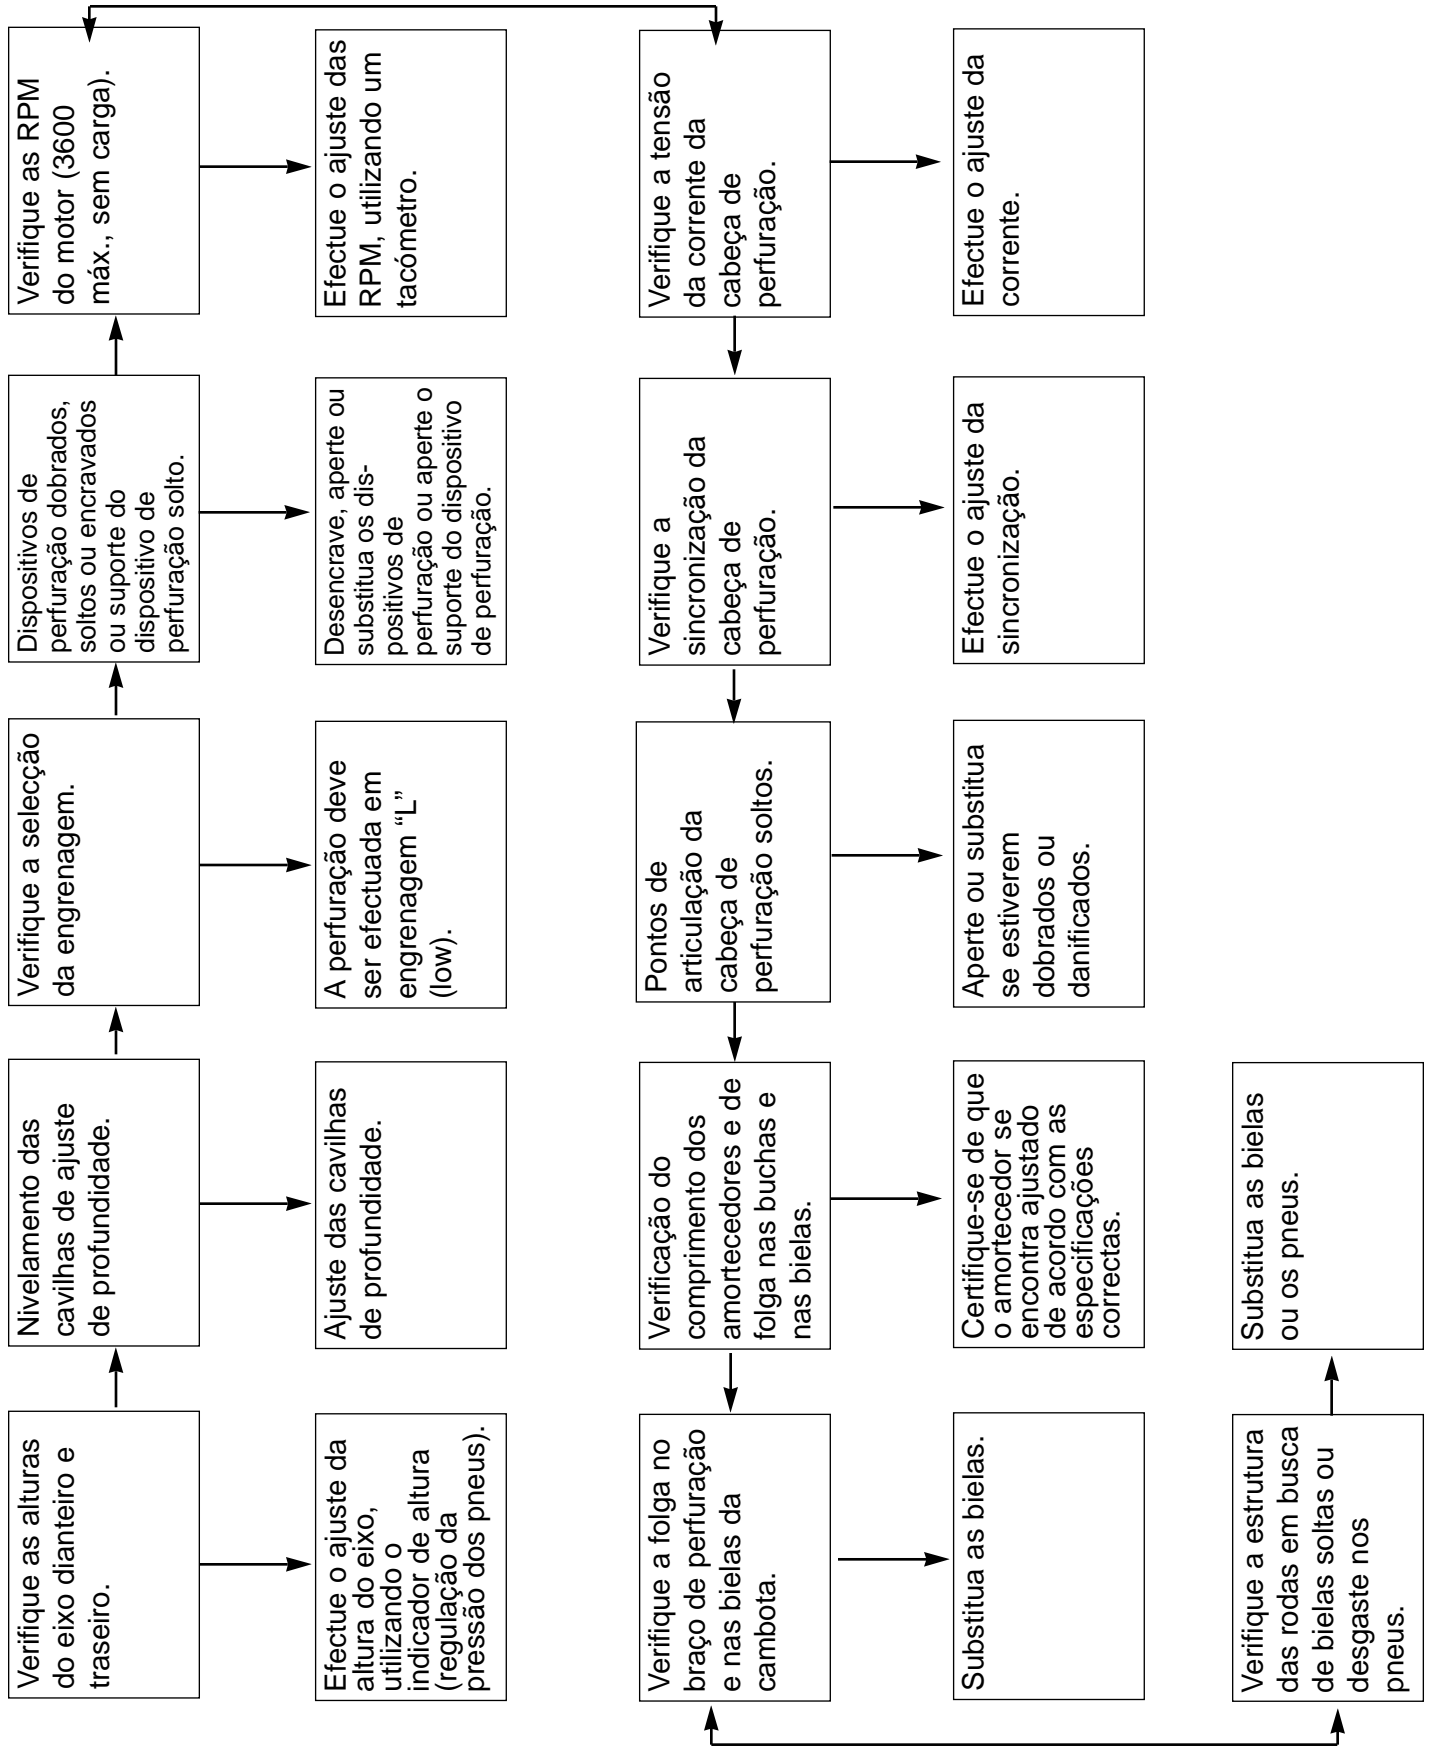 Verifique as alturas
do eixo dianteiro e
traseiro.
Efectue o ajuste da
altura do eixo,
utilizando o
indicador de altura
(regulação da
pressão dos pneus).
Nivelamento das
cavilhas de ajuste
de profundidade.
Ajuste das cavilhas
de profundidade.
Verifique a selecção
da engrenagem.
A perfuração deve
ser efectuada em
engrenagem “L”
(low).
Dispositivos de
perfuração dobrados,
soltos ou encravados
ou suporte do
dispositivo de
perfuração solto.
Desencrave, aperte ou
substitua os dis-
positivos de
perfuração ou aperte o
suporte do dispositivo
de perfuração.
Verifique as RPM
do motor (3600
máx., sem carga).
Efectue o ajuste das
RPM, utilizando um
tacómetro.
Verifique a tensão
da corrente da
cabeça de
perfuração.
Efectue o ajuste da
corrente.
Verifique a
sincronização da
cabeça de
perfuração.
Efectue o ajuste da
sincronização.
Pontos de
articulação da
cabeça de
perfuração soltos.
Aperte ou substitua
se estiverem
dobrados ou
danificados.
Verificação do
comprimento dos
amortecedores e de
folga nas buchas e
nas bielas.
Certifique-se de que
o amortecedor se
encontra ajustado
de acordo com as
especificações
correctas.
Verifique a folga no
braço de perfuração
e nas bielas da
cambota.
Substitua as bielas.
Verifique a estrutura
das rodas em busca
de bielas soltas ou
desgaste nos
pneus.
Substitua as bielas
ou os pneus.